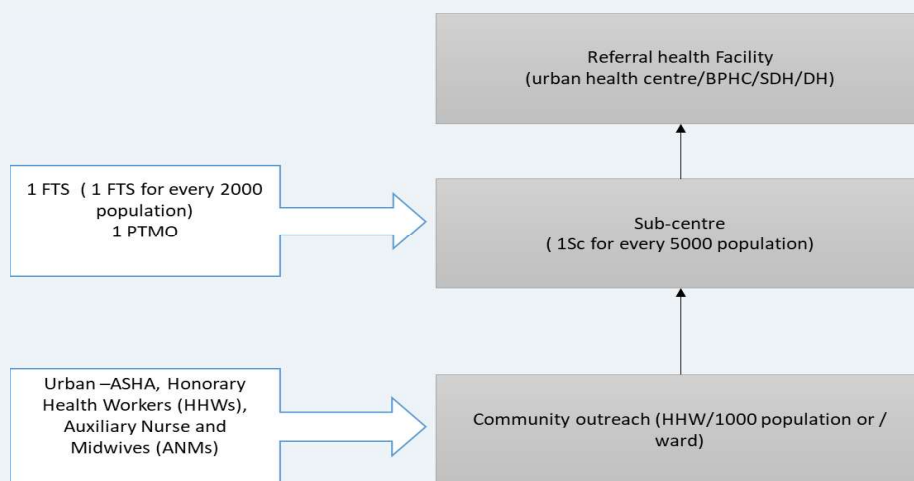 Referral health Facility
(urban health centre/BPHC/SDH/DH)
1 FTS ( 1 FTS for every 2000
population)
1 PTMO
Sub-centre
( 1Sc for every 5000 population)
Urban –ASHA, Honorary
Health Workers (HHWs),
Auxiliary Nurse and
Midwives (ANMs)
Community outreach (HHW/1000 population or /
ward)